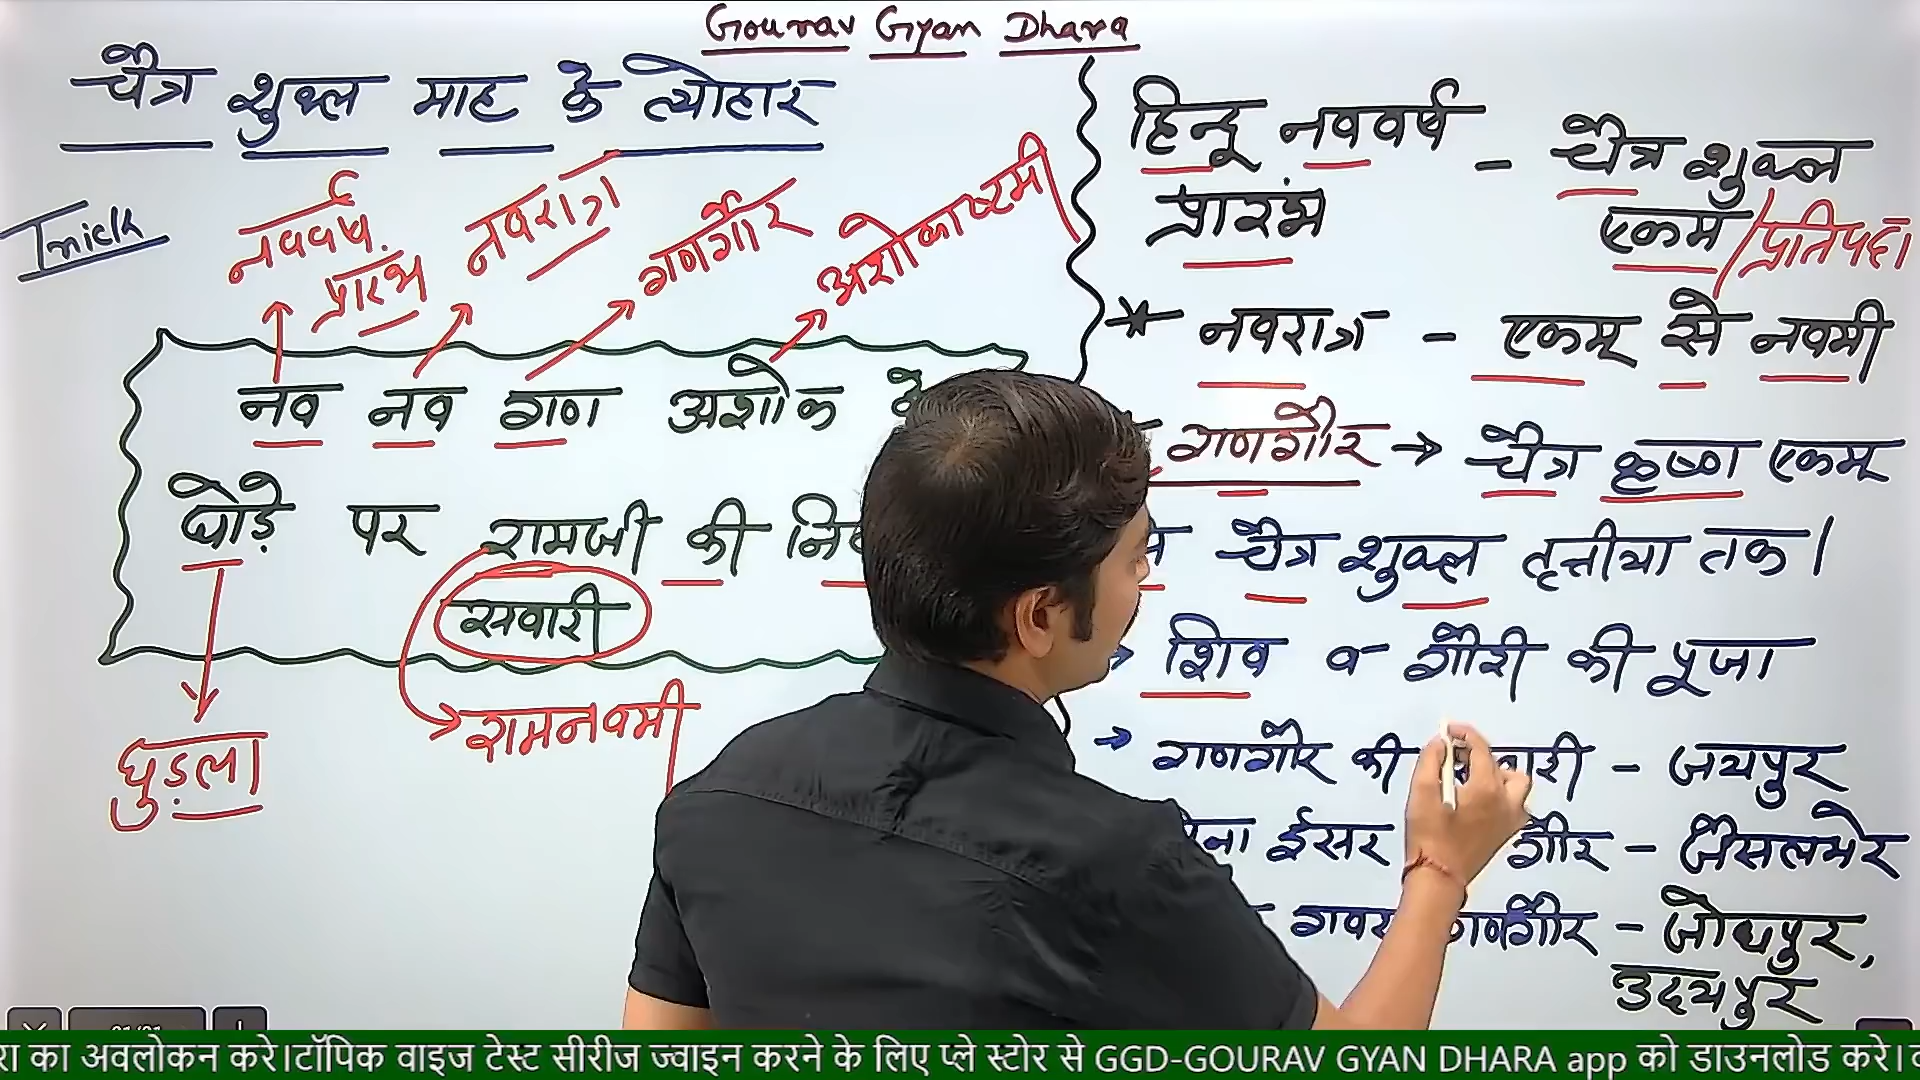 Gourav Gyan Dhara
चैत्र शुक्ल माह के त्योहार
Trick
नववर्ष प्रारंभ
नवरात्र
गणगौर
अशोकाष्टमी
नव नव गण अशोक के
घोड़े पर रामजी की
सवारी
घुड़ला
रामनवमी
हिन्दू नववर्ष - चैत्र शुक्ल
प्रारंभ एकम/प्रतिपदा
* नवरात्र - एकम् से नवमी
गणगौर → चैत्र कृष्ण एकम्
चैत्र शुक्ल तृत्तीया तक।
→ शिव व गौरी की पूजा
→ गणगौर की सवारी - जयपुर
ईसर - जैसलमेर
गणगौर - जोधपुर,
उदयपुर
का अवलोकन करे।टॉपिक वाइज टेस्ट सीरीज ज्वाइन करने के लिए प्ले स्टोर से GGD-GOURAV GYAN DHARA app को डाउनलोड करे।